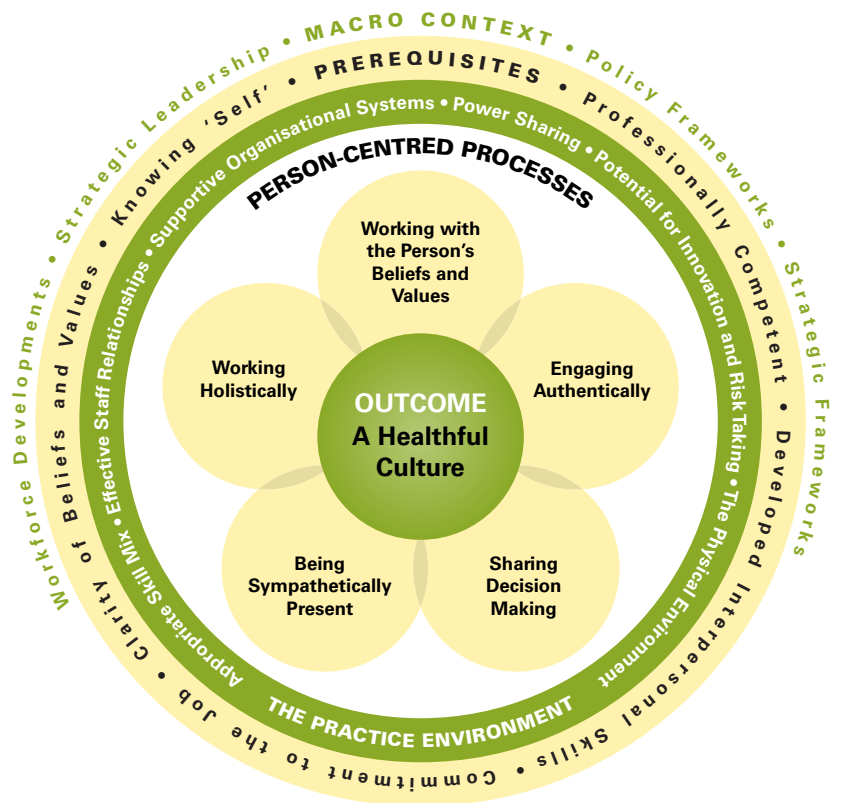 Workforce Developments • Strategic Leadership • MACRO CONTEXT • Policy Frameworks • Strategic Frameworks
PREREQUISITES • Professionally Competent • Developed Interpersonal Skills • Commitment to the Job • Clarity of Beliefs and Values • Knowing ‘Self’ •
Appropriate Skill Mix • Effective Staff Relationships • Supportive Organisational Systems • Power Sharing • Potential for Innovation and Risk Taking • The Physical Environment
THE PRACTICE ENVIRONMENT
PERSON-CENTRED PROCESSES
Working with
the Person’s
Beliefs and
Values
Engaging
Authentically
Sharing
Decision
Making
Being
Sympathetically
Present
Working
Holistically
OUTCOME
A Healthful
Culture